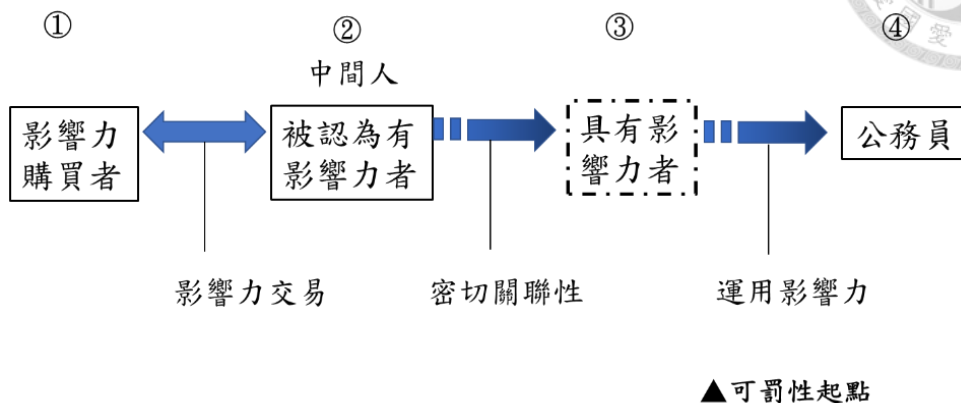 ① ② ③ ④
中間人
影響力
購買者
被認為有
影響力者
具有影
響力者
公務員
影響力交易 密切關聯性 運用影響力
▲可罰性起點